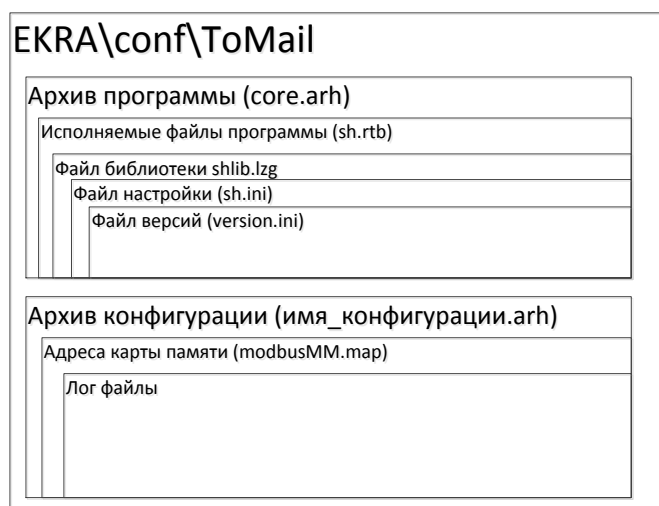 EKRA\conf\ToMail
Архив программы (core.arh)
Исполняемые файлы программы (sh.rtb)
Файл библиотеки shlib.lzg
Файл настройки (sh.ini)
Файл версий (version.ini)
Архив конфигурации (имя_конфигурации.arh)
Адреса карты памяти (modbusMM.map)
Лог файлы